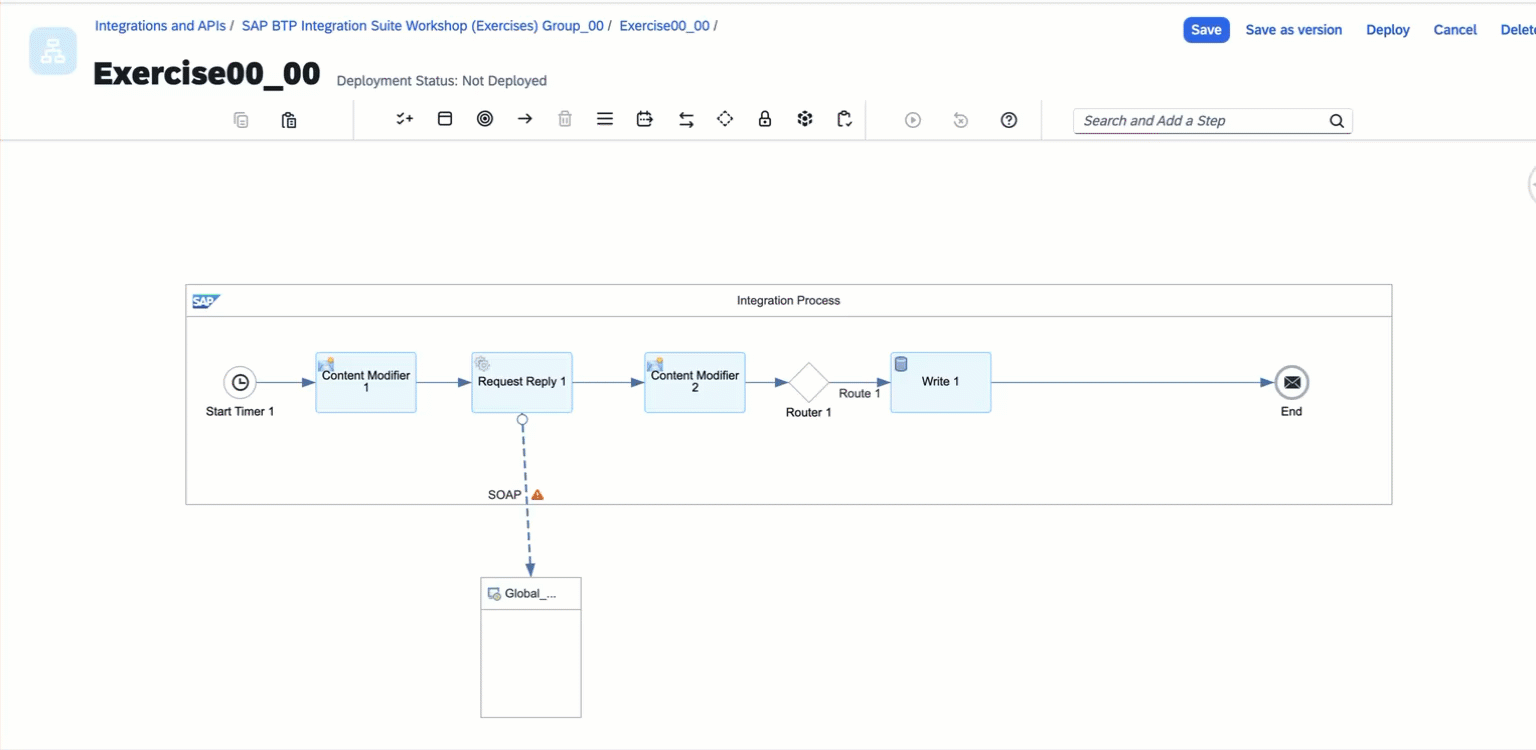 Integrations and APIs / SAP BTP Integration Suite Workshop (Exercises) Group_00 / Exercise00_00 /
Save Save as version Deploy Cancel Delete
Exercise00_00 Deployment Status: Not Deployed
Search and Add a Step
SAP Integration Process
Content Modifier
1
Request Reply 1
Content Modifier
2
Write 1
Route 1
Start Timer 1
Router 1
End
SOAP
Global_...